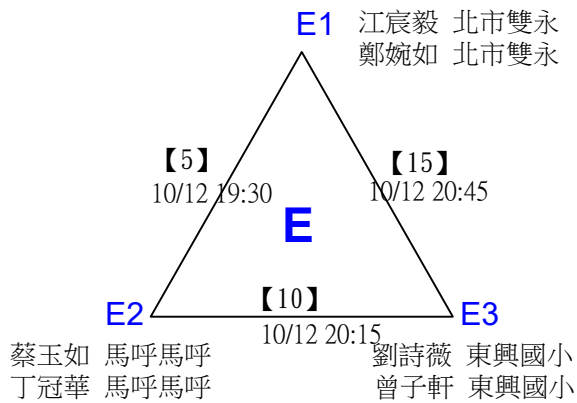 E1 江宸毅 北市雙永
鄭婉如 北市雙永
【5】
10/12 19:30
【15】
10/12 20:45
E
【10】
10/12 20:15
E2
E3
蔡玉如 馬呼馬呼
丁冠華 馬呼馬呼
劉詩薇 東興國小
曾子軒 東興國小